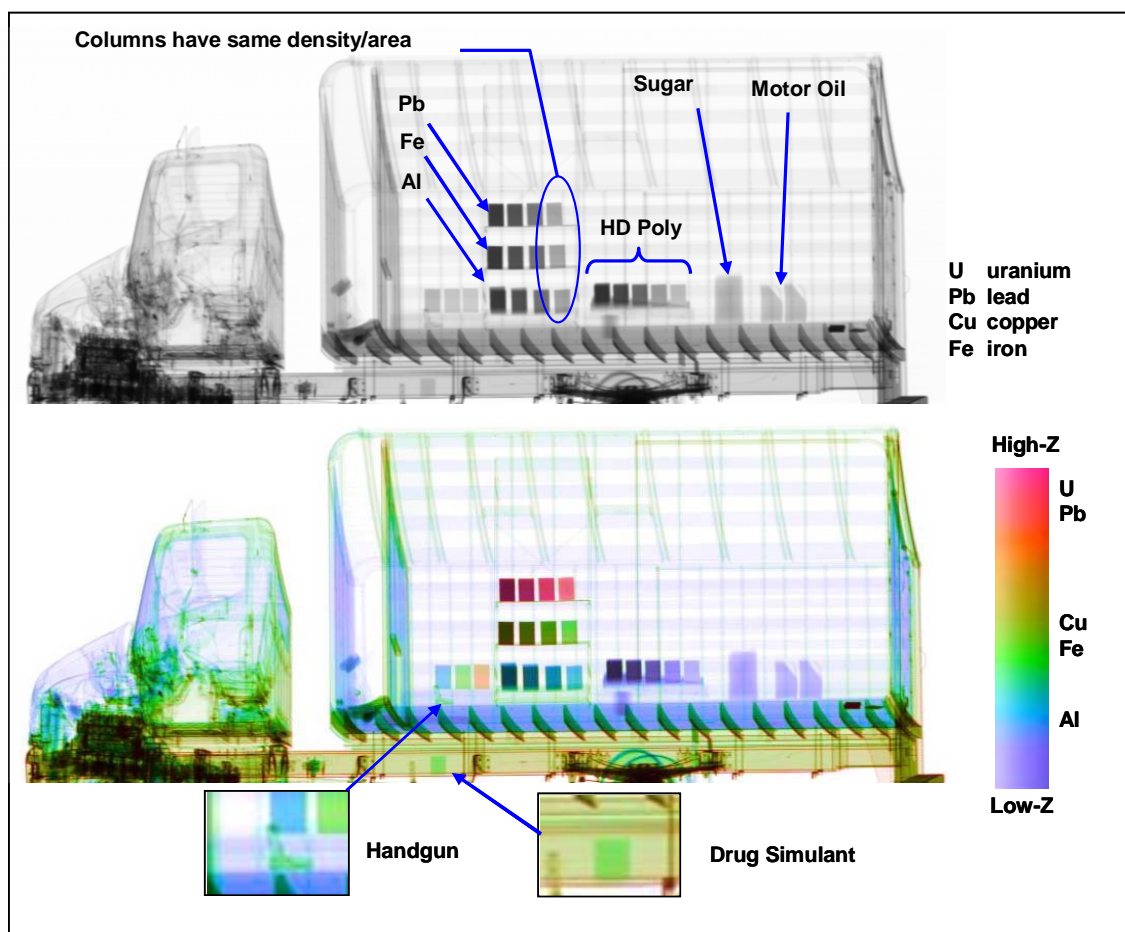 Columns have same density/area
Sugar
Motor Oil
Pb
Fe
Al
HD Poly
U uranium
Pb lead
Cu copper
Fe iron
High-Z
U
Pb
Cu
Fe
Al
Low-Z
Handgun
Drug Simulant